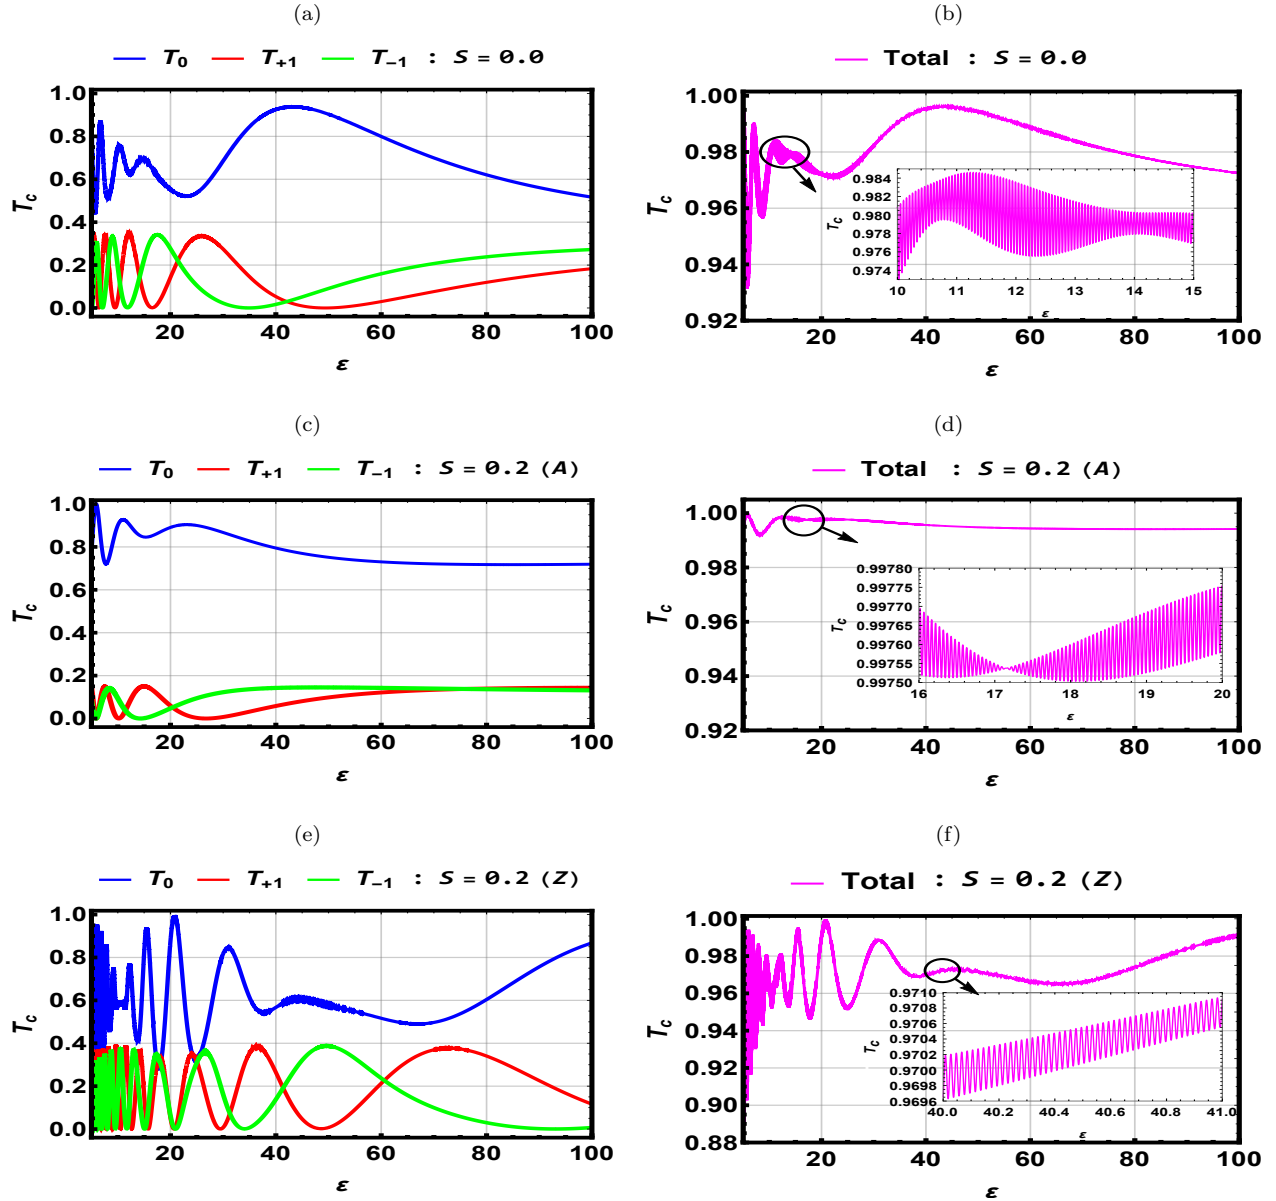 (a)
T₀ T₊₁ T₋₁ : S = 0.0
1.0
0.8
0.6
0.4
0.2
0.0
T_c
20 40 60 80 100
ε
(b)
Total : S = 0.0
1.00
0.98
0.96
0.94
0.92
T_c
20 40 60 80 100
ε
0.984
0.982
0.980
0.978
0.976
0.974
T_c
10 11 12 13 14 15
ε
(c)
T₀ T₊₁ T₋₁ : S = 0.2 (A)
1.0
0.8
0.6
0.4
0.2
0.0
T_c
20 40 60 80 100
ε
(d)
Total : S = 0.2 (A)
1.00
0.98
0.96
0.94
0.92
T_c
20 40 60 80 100
ε
0.99780
0.99770
0.99765
0.99760
0.99755
0.99750
T_c
16 17 18 19 20
ε
(e)
T₀ T₊₁ T₋₁ : S = 0.2 (Z)
1.0
0.8
0.6
0.4
0.2
0.0
T_c
20 40 60 80 100
ε
(f)
Total : S = 0.2 (Z)
1.00
0.98
0.96
0.94
0.92
0.90
0.88
T_c
20 40 60 80 100
ε
0.9710
0.9708
0.9706
0.9704
0.9702
0.9700
0.9698
0.9696
T_c
40.0 40.2 40.4 40.6 40.8 41.0
ε